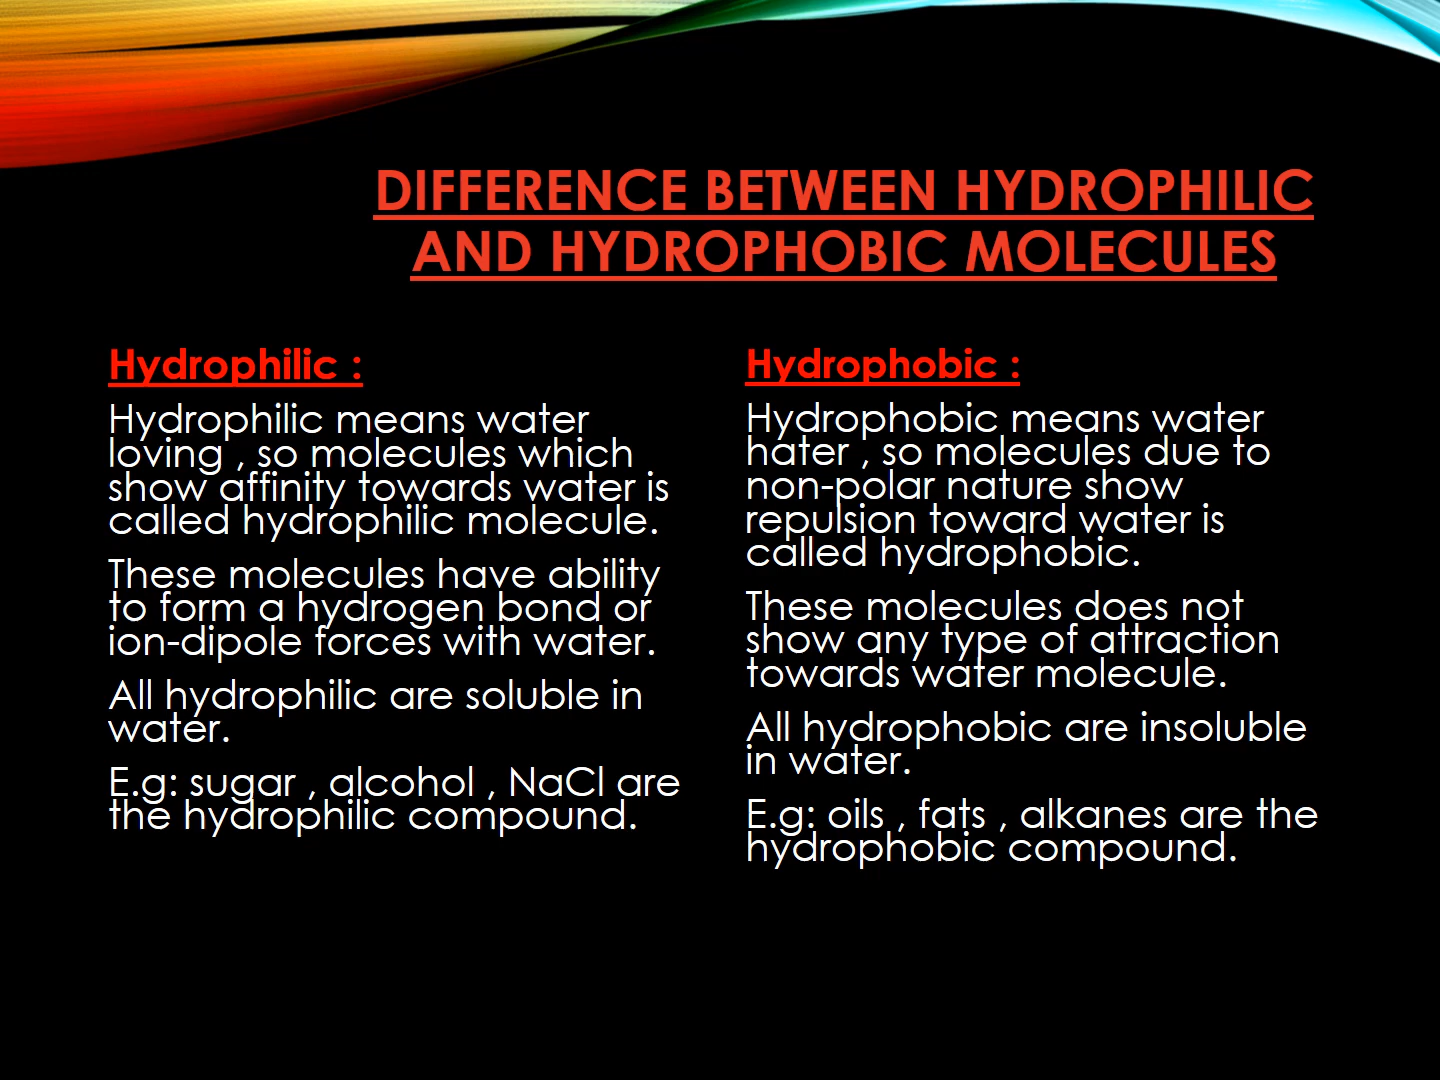 DIFFERENCE BETWEEN HYDROPHILIC
AND HYDROPHOBIC MOLECULES
Hydrophilic :
Hydrophilic means water
loving , so molecules which
show affinity towards water is
called hydrophilic molecule.
These molecules have ability
to form a hydrogen bond or
ion-dipole forces with water.
All hydrophilic are soluble in
water.
E.g: sugar , alcohol , NaCl are
the hydrophilic compound.
Hydrophobic :
Hydrophobic means water
hater , so molecules due to
non-polar nature show
repulsion toward water is
called hydrophobic.
These molecules does not
show any type of attraction
towards water molecule.
All hydrophobic are insoluble
in water.
E.g: oils , fats , alkanes are the
hydrophobic compound.